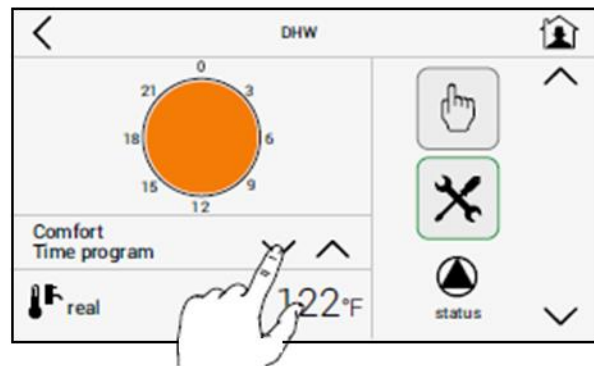 DHW
0
21 3
18 6
15 9
12
Comfort
Time program
real 122°F
status